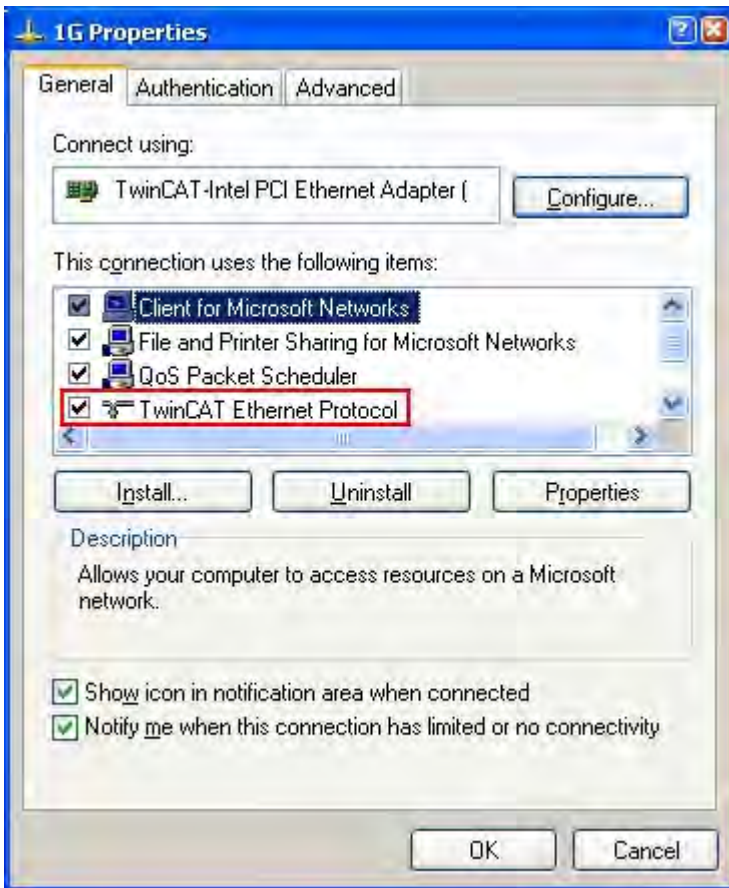 1G Properties
General Authentication Advanced
Connect using:
TwinCAT-Intel PCI Ethernet Adapter (
Configure...
This connection uses the following items:
Client for Microsoft Networks
File and Printer Sharing for Microsoft Networks
QoS Packet Scheduler
TwinCAT Ethernet Protocol
Install... Uninstall Properties
Description
Allows your computer to access resources on a Microsoft
network.
Show icon in notification area when connected
Notify me when this connection has limited or no connectivity
OK Cancel